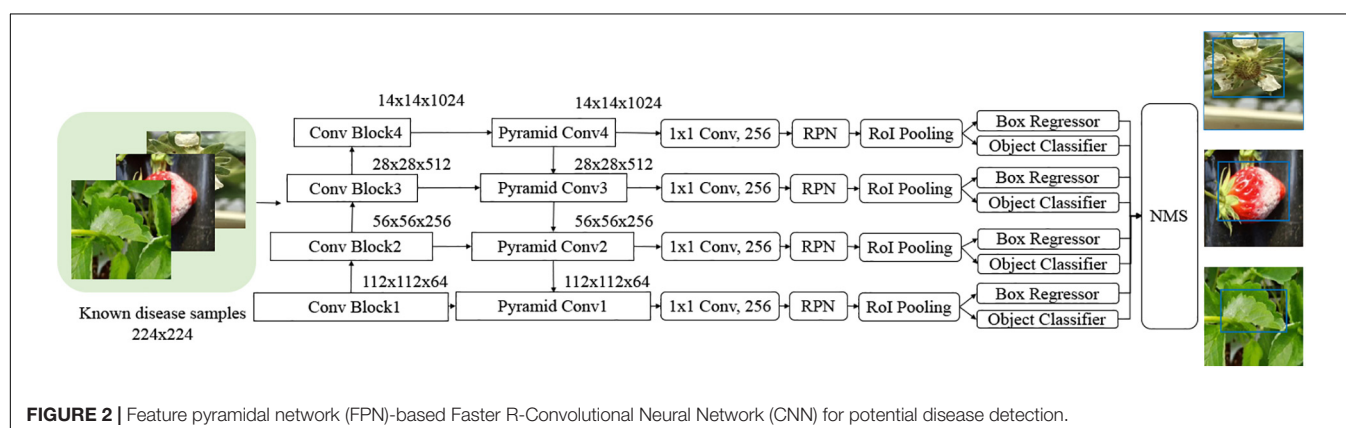 14x14x1024
14x14x1024
Conv Block4
Pyramid Conv4
1x1 Conv, 256
RPN
RoI Pooling
Box Regressor
Object Classifier
28x28x512
28x28x512
Conv Block3
Pyramid Conv3
1x1 Conv, 256
RPN
RoI Pooling
Box Regressor
Object Classifier
56x56x256
56x56x256
Conv Block2
Pyramid Conv2
1x1 Conv, 256
RPN
RoI Pooling
Box Regressor
Object Classifier
112x112x64
112x112x64
Conv Block1
Pyramid Conv1
1x1 Conv, 256
RPN
RoI Pooling
Box Regressor
Object Classifier
NMS
Known disease samples
224x224
FIGURE 2 | Feature pyramidal network (FPN)-based Faster R-Convolutional Neural Network (CNN) for potential disease detection.